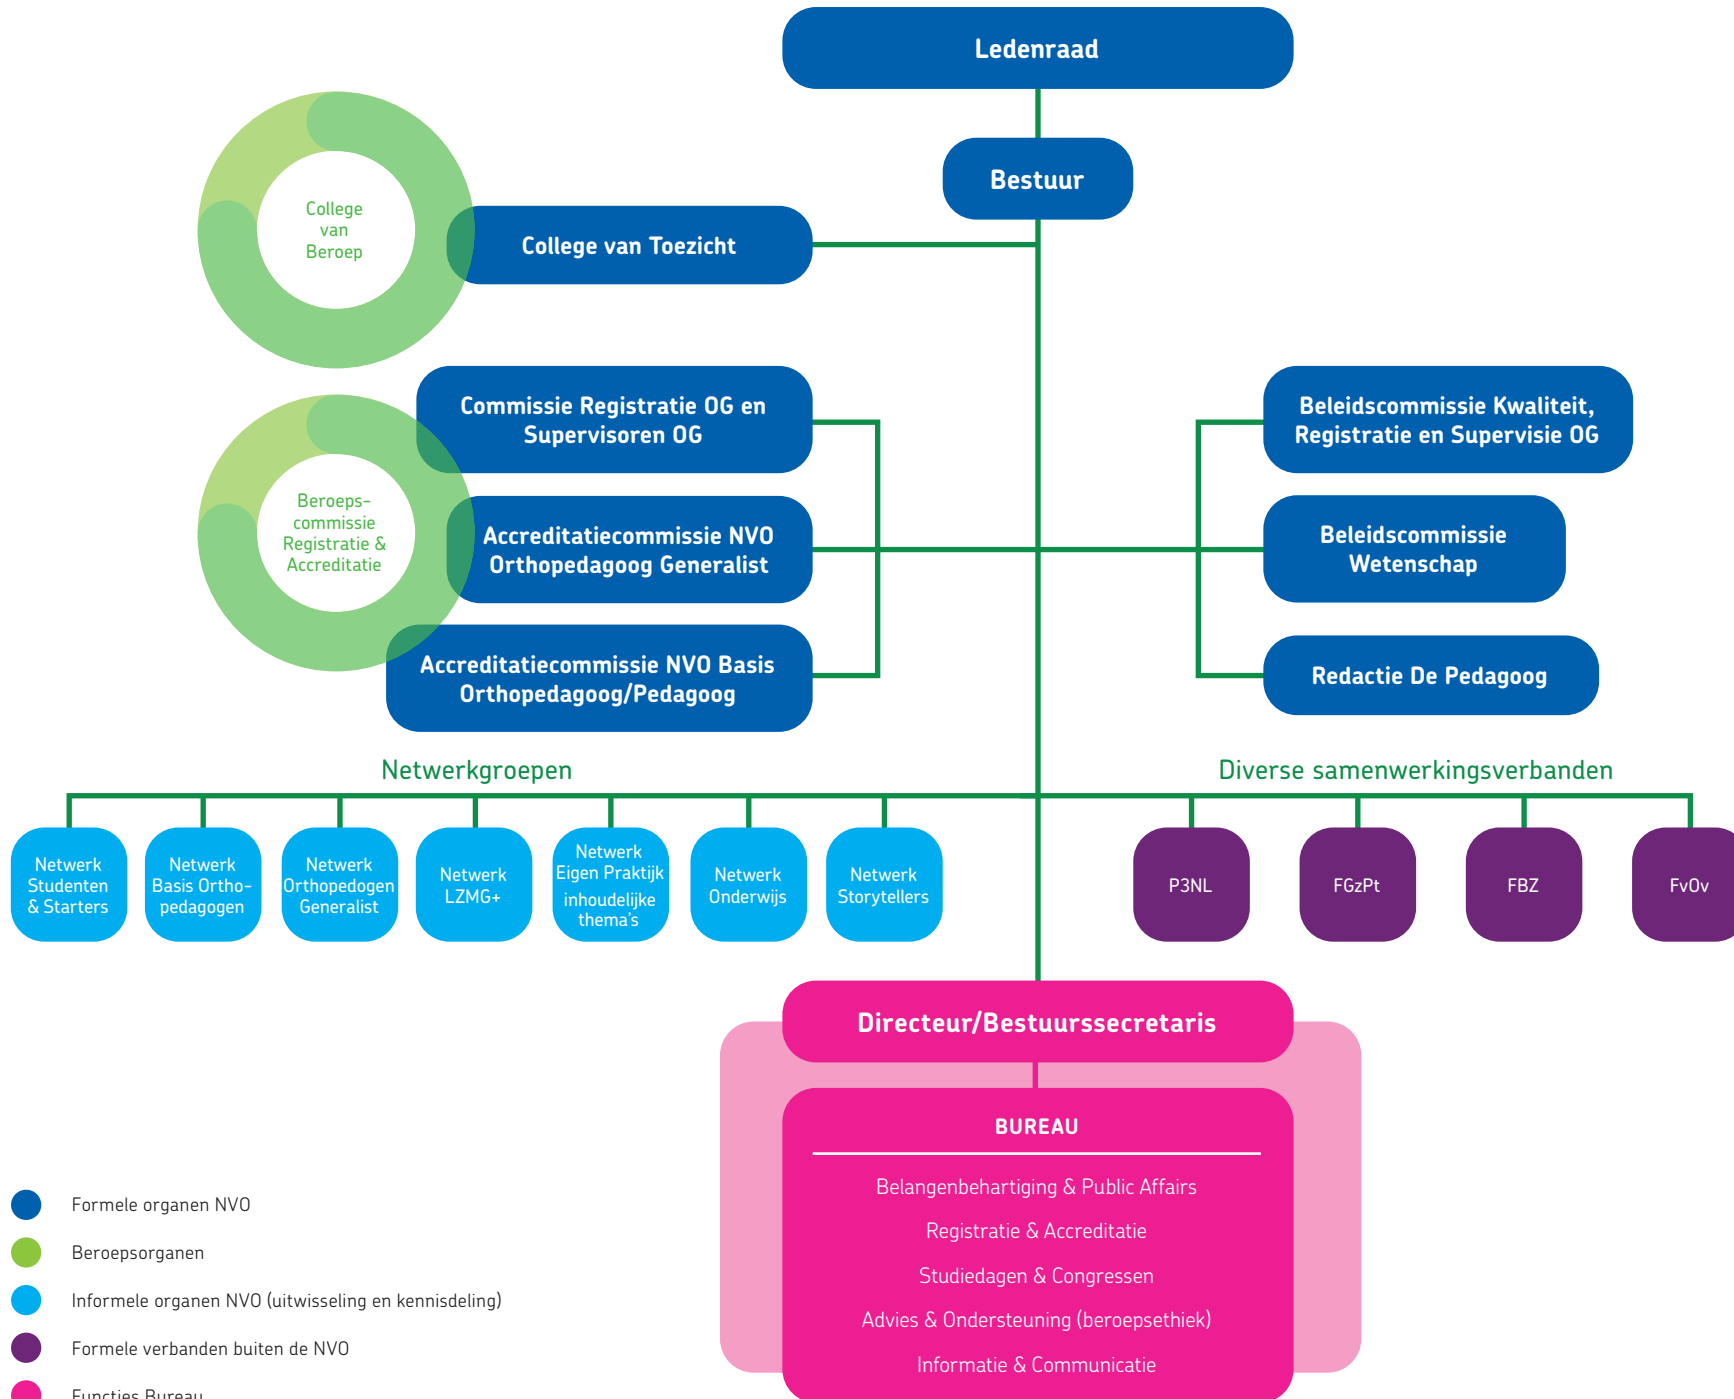 Ledenraad
Bestuur
College
van
Beroep
College van Toezicht
Commissie Registratie OG en
Supervisoren OG
Beleidscommissie Kwaliteit,
Registratie en Supervisie OG
Beroeps-
commissie
Registratie &
Accreditatie
Accreditatiecommissie NVO
Orthopedagoog Generalist
Beleidscommissie
Wetenschap
Accreditatiecommissie NVO Basis
Orthopedagoog/Pedagoog
Redactie De Pedagoog
Netwerkgroepen
Diverse samenwerkingsverbanden
Netwerk
Studenten
& Starters
Netwerk
Basis Ortho-
pedagogen
Netwerk
Orthopedogen
Generalist
Netwerk
LZMG+
Netwerk
Eigen Praktijk
inhoudelijke
thema's
Netwerk
Onderwijs
Netwerk
Storytellers
P3NL
FGzPt
FBZ
FvOv
Directeur/Bestuurssecretaris
BUREAU
Belangenbehartiging & Public Affairs
Registratie & Accreditatie
Studiedagen & Congressen
Advies & Ondersteuning (beroepsethiek)
Informatie & Communicatie
Formele organen NVO
Beroepsorganen
Informele organen NVO (uitwisseling en kennisdeling)
Formele verbanden buiten de NVO
Functies Bureau